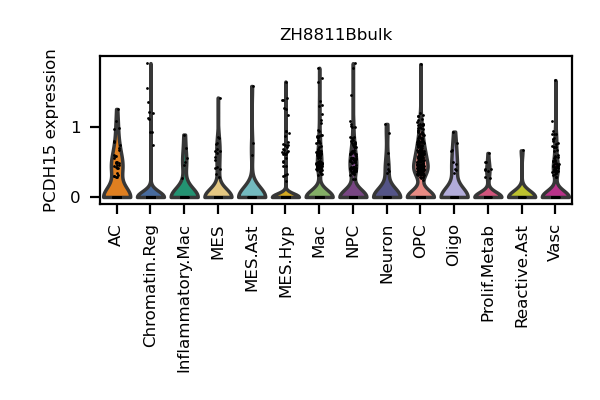 ZH8811Bbulk
PCDH15 expression
1
0
AC
Chromatin.Reg
Inflammatory.Mac
MES
MES.Ast
MES.Hyp
Mac
NPC
Neuron
OPC
Oligo
Prolif.Metab
Reactive.Ast
Vasc